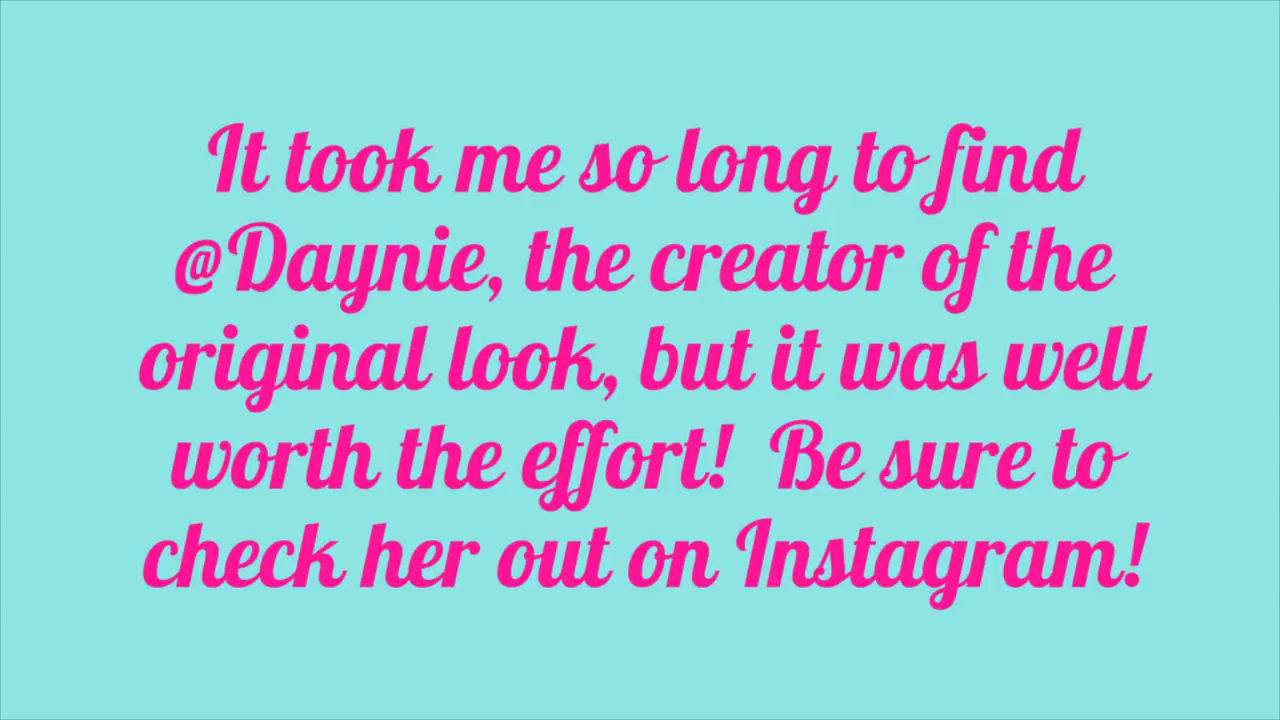 It took me so long to find
@Daynie, the creator of the
original look, but it was well
worth the effort!  Be sure to
check her out on Instagram!